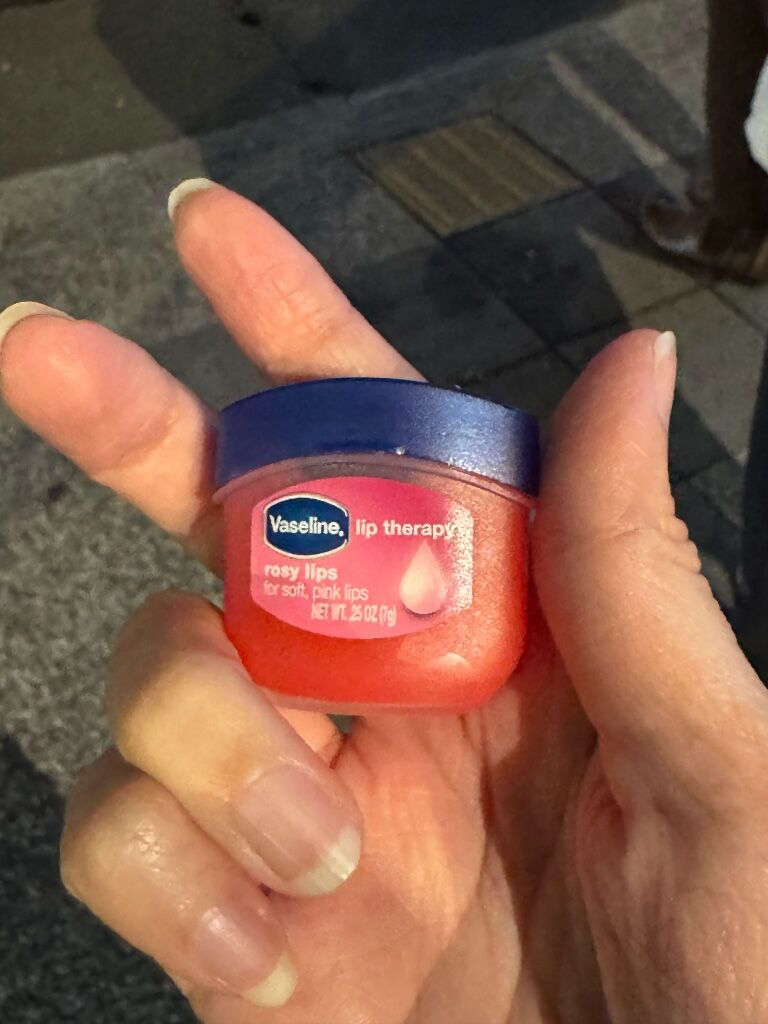 Vaseline. lip therapy
rosy lips
for soft, pink lips
NET WT. .25 OZ (7g)